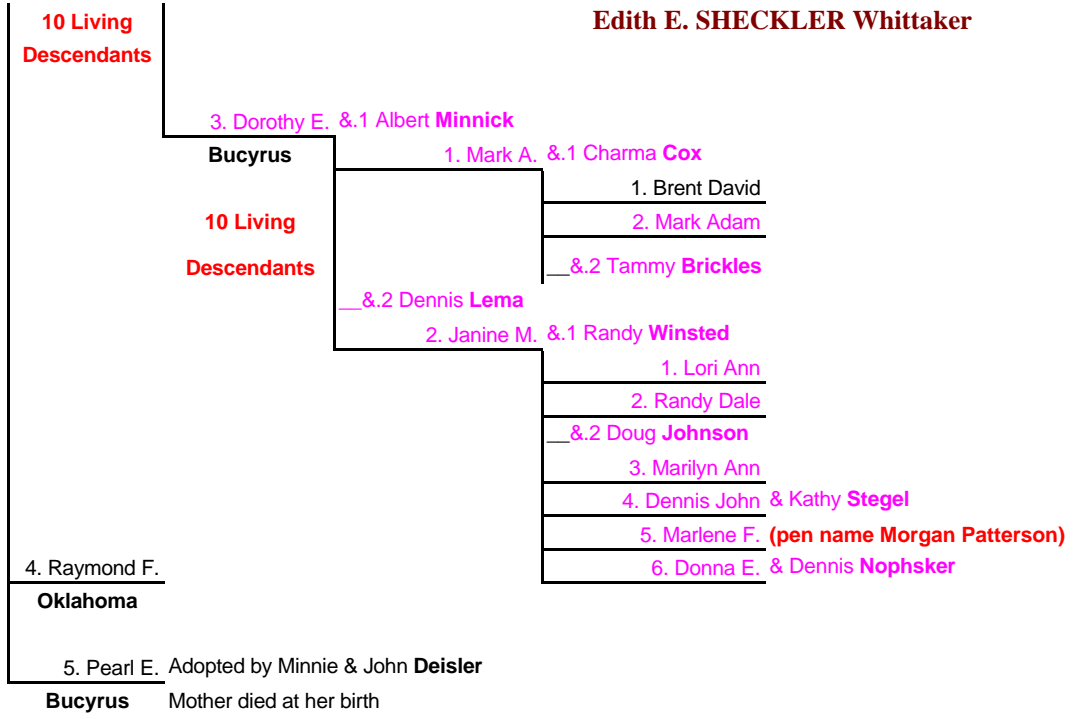 10 Living Edith E. SHECKLER Whittaker
Descendants
3. Dorothy E. &.1 Albert Minnick
Bucyrus 1. Mark A. &.1 Charma Cox
1. Brent David
10 Living 2. Mark Adam
Descendants __&.2 Tammy Brickles
__&.2 Dennis Lema
2. Janine M. &.1 Randy Winsted
1. Lori Ann
2. Randy Dale
__&.2 Doug Johnson
3. Marilyn Ann
4. Dennis John & Kathy Stegel
5. Marlene F. (pen name Morgan Patterson)
4. Raymond F. 6. Donna E. & Dennis Nophsker
Oklahoma
5. Pearl E. Adopted by Minnie & John Deisler
Bucyrus Mother died at her birth